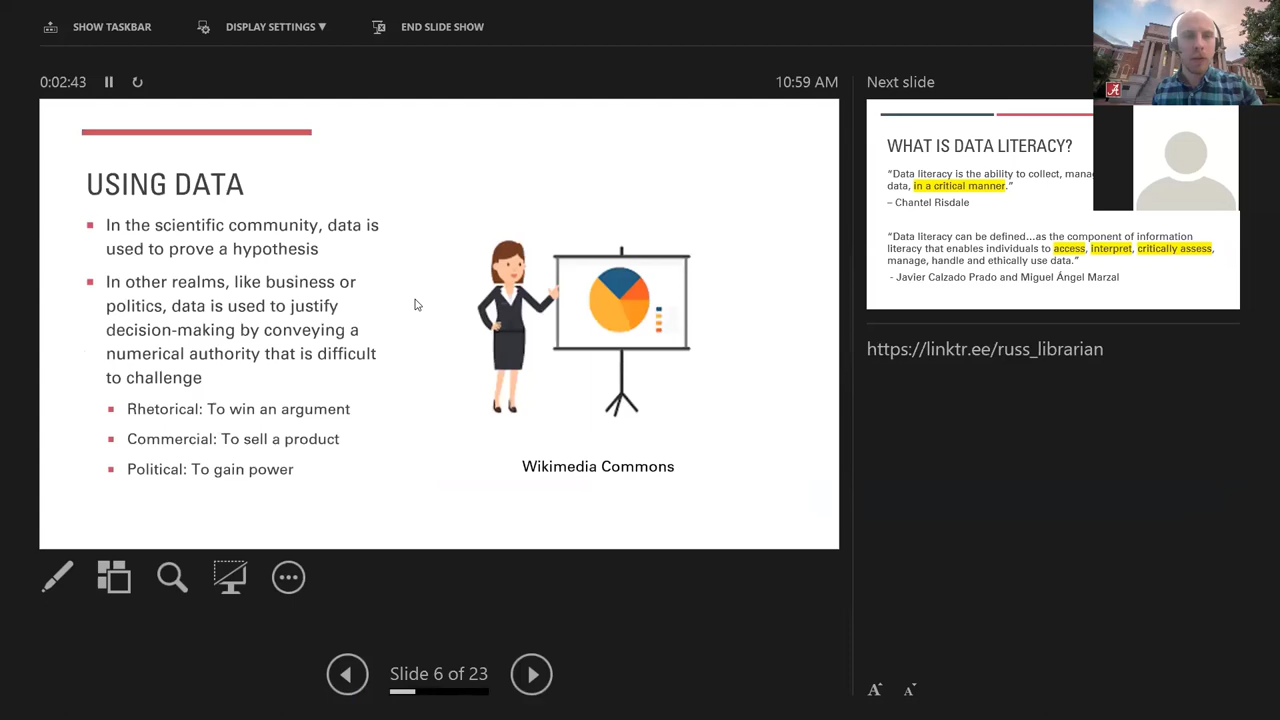 SHOW TASKBAR
DISPLAY SETTINGS ▼
END SLIDE SHOW
0:02:43
10:59 AM
USING DATA
In the scientific community, data is
used to prove a hypothesis
In other realms, like business or
politics, data is used to justify
decision-making by conveying a
numerical authority that is difficult
to challenge
Rhetorical: To win an argument
Commercial: To sell a product
Political: To gain power
Wikimedia Commons
Next slide
WHAT IS DATA LITERACY?
“Data literacy is the ability to collect,
data, in a critical manner.”
– Chantel Risdale
“Data literacy can be defined…as the component of information
literacy that enables individuals to access, interpret, critically assess,
manage, handle and ethically use data.”
- Javier Calzado Prado and Miguel Ángel Marzal
https://linktr.ee/russ_librarian
A
Slide 6 of 23
A A